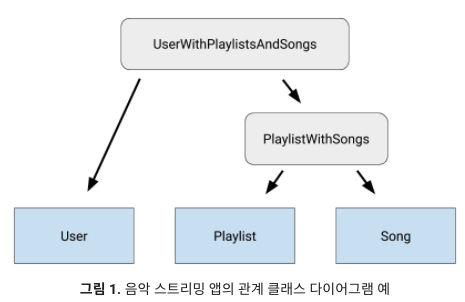 UserWithPlaylistsAndSongs
PlaylistWithSongs
User
Playlist
Song
그림 1. 음악 스트리밍 앱의 관계 클래스 다이어그램 예